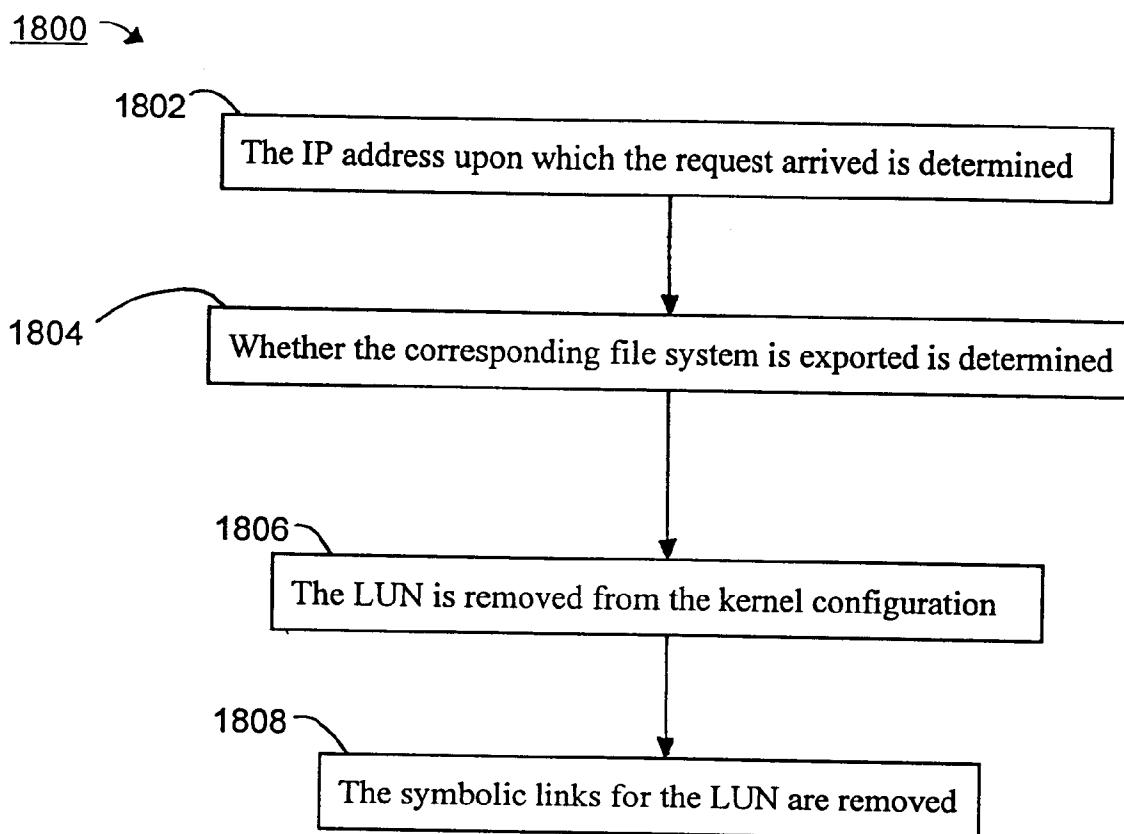 1800
1802
The IP address upon which the request arrived is determined
1804
Whether the corresponding file system is exported is determined
1806
The LUN is removed from the kernel configuration
1808
The symbolic links for the LUN are removed